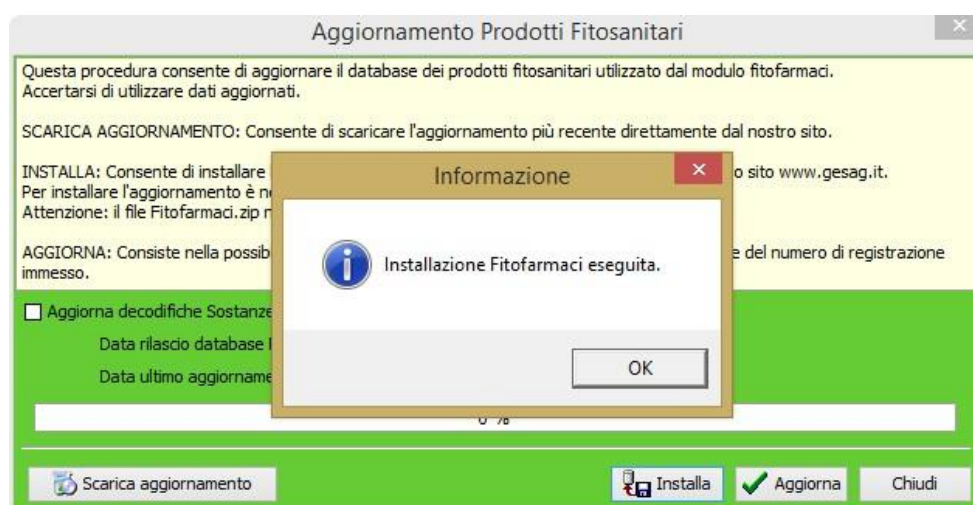 Aggiornamento Prodotti Fitosanitari
Questa procedura consente di aggiornare il database dei prodotti fitosanitari utilizzato dal modulo fitofarmaci.
Accertarsi di utilizzare dati aggiornati.
SCARICA AGGIORNAMENTO: Consente di scaricare l'aggiornamento più recente direttamente dal nostro sito.
INSTALLA: Consente di installare o sito www.gesag.it.
Per installare l'aggiornamento è
Attenzione: il file Fitofarmaci.zip
AGGIORNA: Consiste nella del numero di registrazione
immesso.
Informazione
Installazione Fitofarmaci eseguita.
OK
Aggiorna decodifiche Sostanze
Data rilascio database
Data ultimo
0 %
Scarica aggiornamento
Installa
Aggiorna
Chiudi